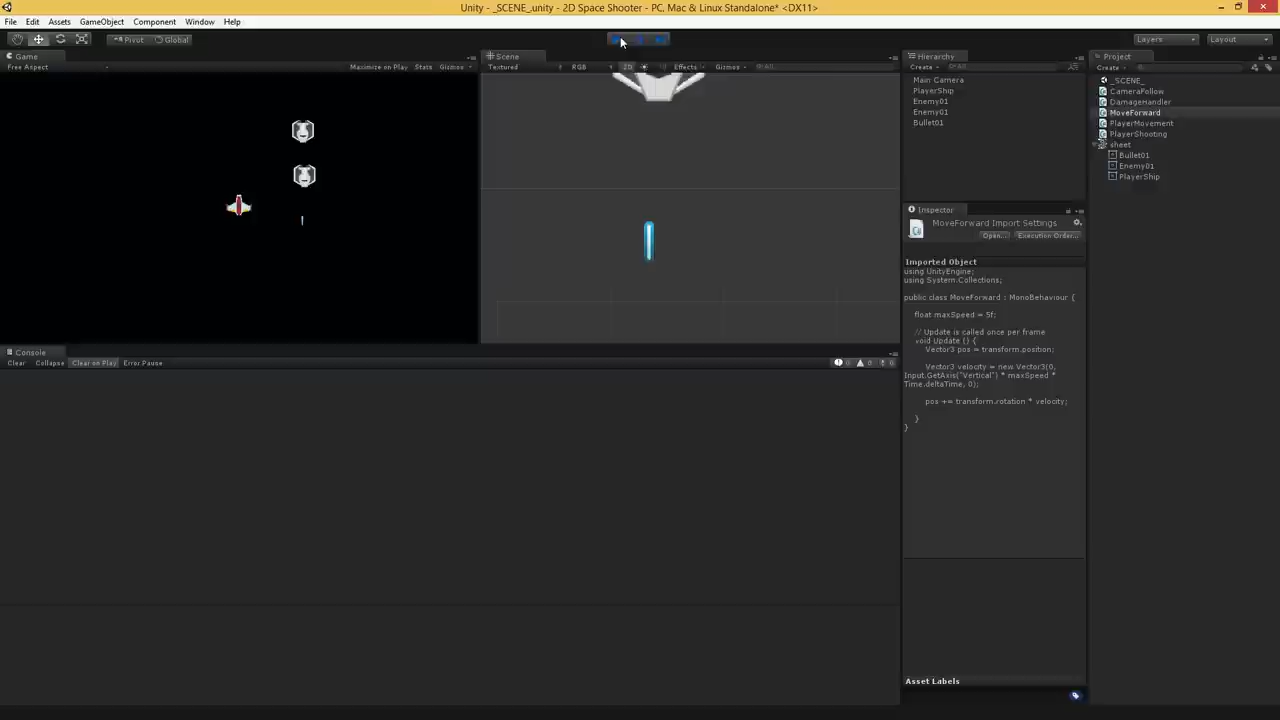 Unity - _SCENE_unity - 2D Space Shooter - PC, Mac & Linux Standalone* <DX11>
File Edit Assets GameObject Component Window Help
Pivot Global Layers Layout
Game Scene Hierarchy Project
Free Aspect Maximize on Play Stats Gizmos Textured RGB 2D Effects Gizmos Create Create
Main Camera
PlayerShip
Enemy01
Enemy01
Bullet01
_SCENE_
CameraFollow
DamageHandler
MoveForward
PlayerMovement
PlayerShooting
sheet
Bullet01
Enemy01
PlayerShip
Inspector
MoveForward Import Settings
Open... Execution Order...
Imported Object
using UnityEngine;
using System.Collections;
public class MoveForward : MonoBehaviour {
float maxSpeed = 5f;
// Update is called once per frame
void Update () {
Vector3 pos = transform.position;
Vector3 velocity = new Vector3(0,
Input.GetAxis("Vertical") * maxSpeed *
Time.deltaTime, 0);
pos += transform.rotation * velocity;
}
}
Console
Clear Collapse Clear on Play Error Pause
Asset Labels